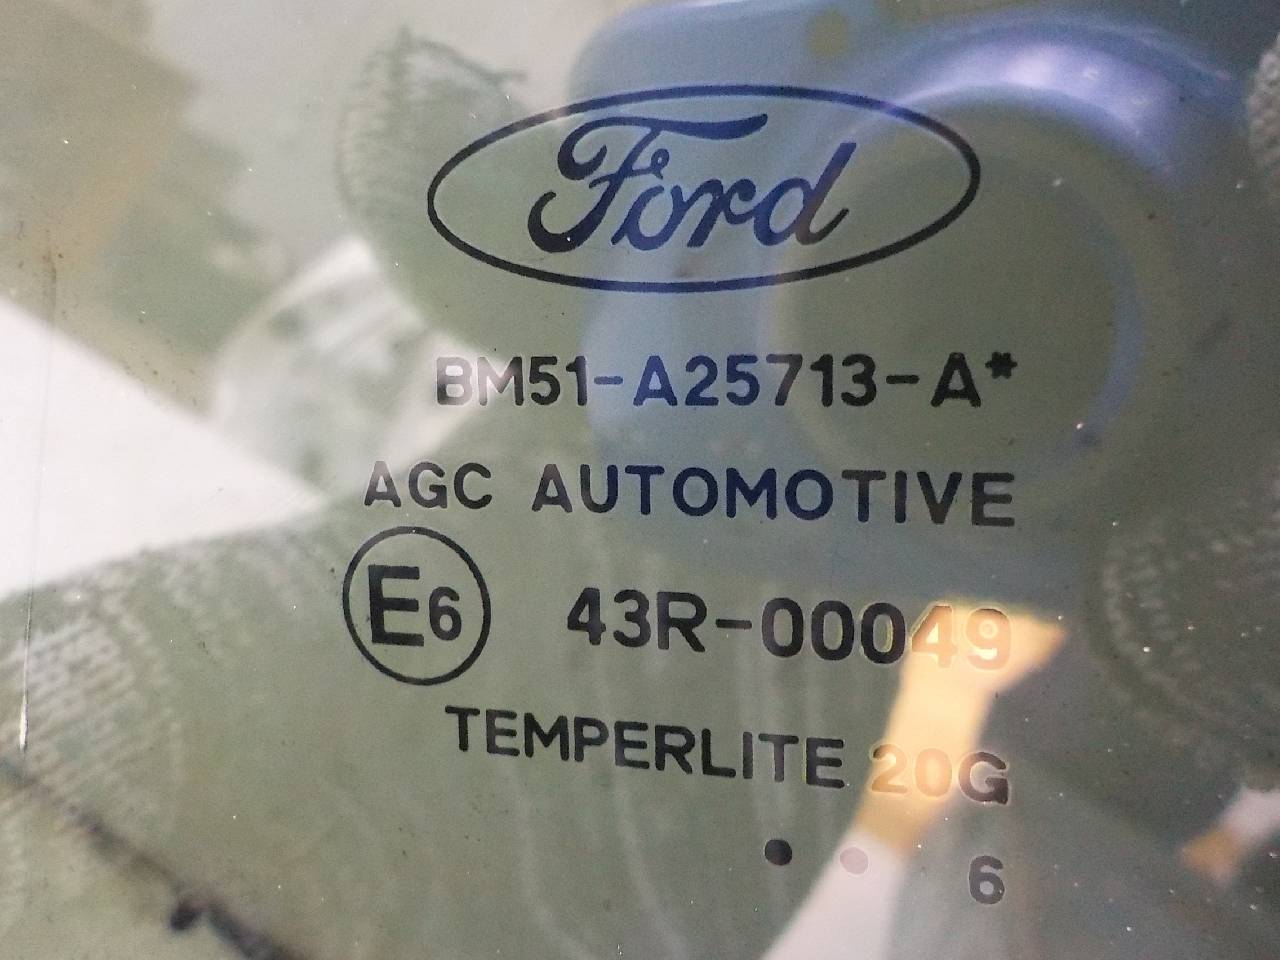 Ford
BM51-A25713-A*
AGC AUTOMOTIVE
E6 43R-00049
TEMPERLITE 20G
• • 6